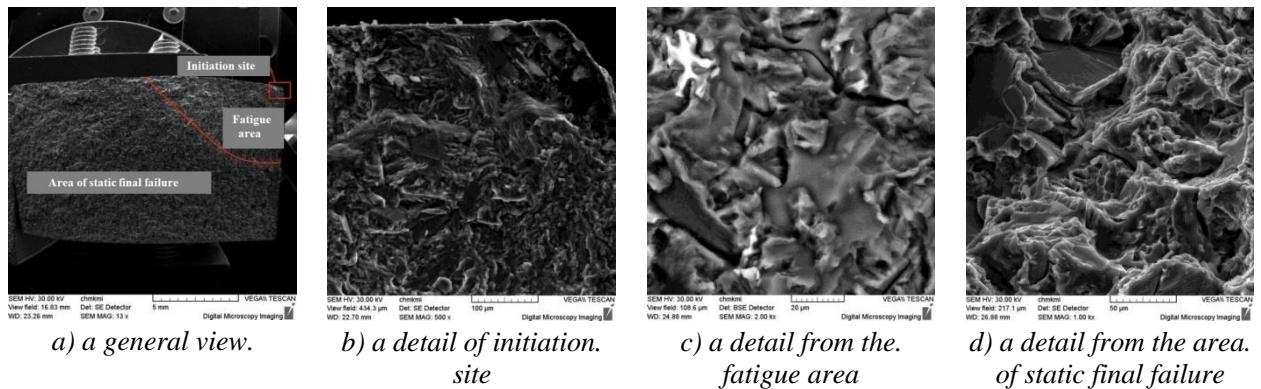 Initiation site
Fatigue
area
Area of static final failure
SEM HV: 30.00 kV chmkmi VEGA\\ TESCAN
View field: 16.83 mm Det: SE Detector 5 mm
WD: 23.26 mm SEM MAG: 13 x Digital Microscopy Imaging
a) a general view.
SEM HV: 30.00 kV chmkmi VEGA\\ TESCAN
View field: 434.3 µm Det: SE Detector 100 µm
WD: 22.70 mm SEM MAG: 500 x Digital Microscopy Imaging
b) a detail of initiation.
site
SEM HV: 30.00 kV chmkmi VEGA\\ TESCAN
View field: 108.6 µm Det: BSE Detector 20 µm
WD: 24.88 mm SEM MAG: 2.00 kx Digital Microscopy Imaging
c) a detail from the.
fatigue area
SEM HV: 30.00 kV chmkmi VEGA\\ TESCAN
View field: 217.1 µm Det: SE Detector 50 µm
WD: 26.88 mm SEM MAG: 1.00 kx Digital Microscopy Imaging
d) a detail from the area.
of static final failure